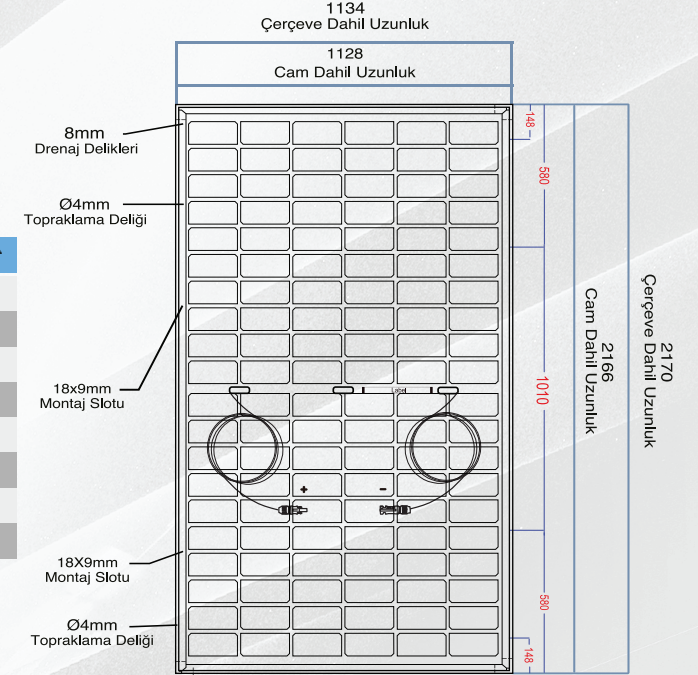 1134
Çerçeve Dahil Uzunluk
1128
Cam Dahil Uzunluk
8mm
Drenaj Delikleri
Ø4mm
Topraklama Deliği
18x9mm
Montaj Slotu
18X9mm
Montaj Slotu
Ø4mm
Topraklama Deliği
Label
+
-
148
580
1010
580
148
2166
Cam Dahil Uzunluk
2170
Çerçeve Dahil Uzunluk